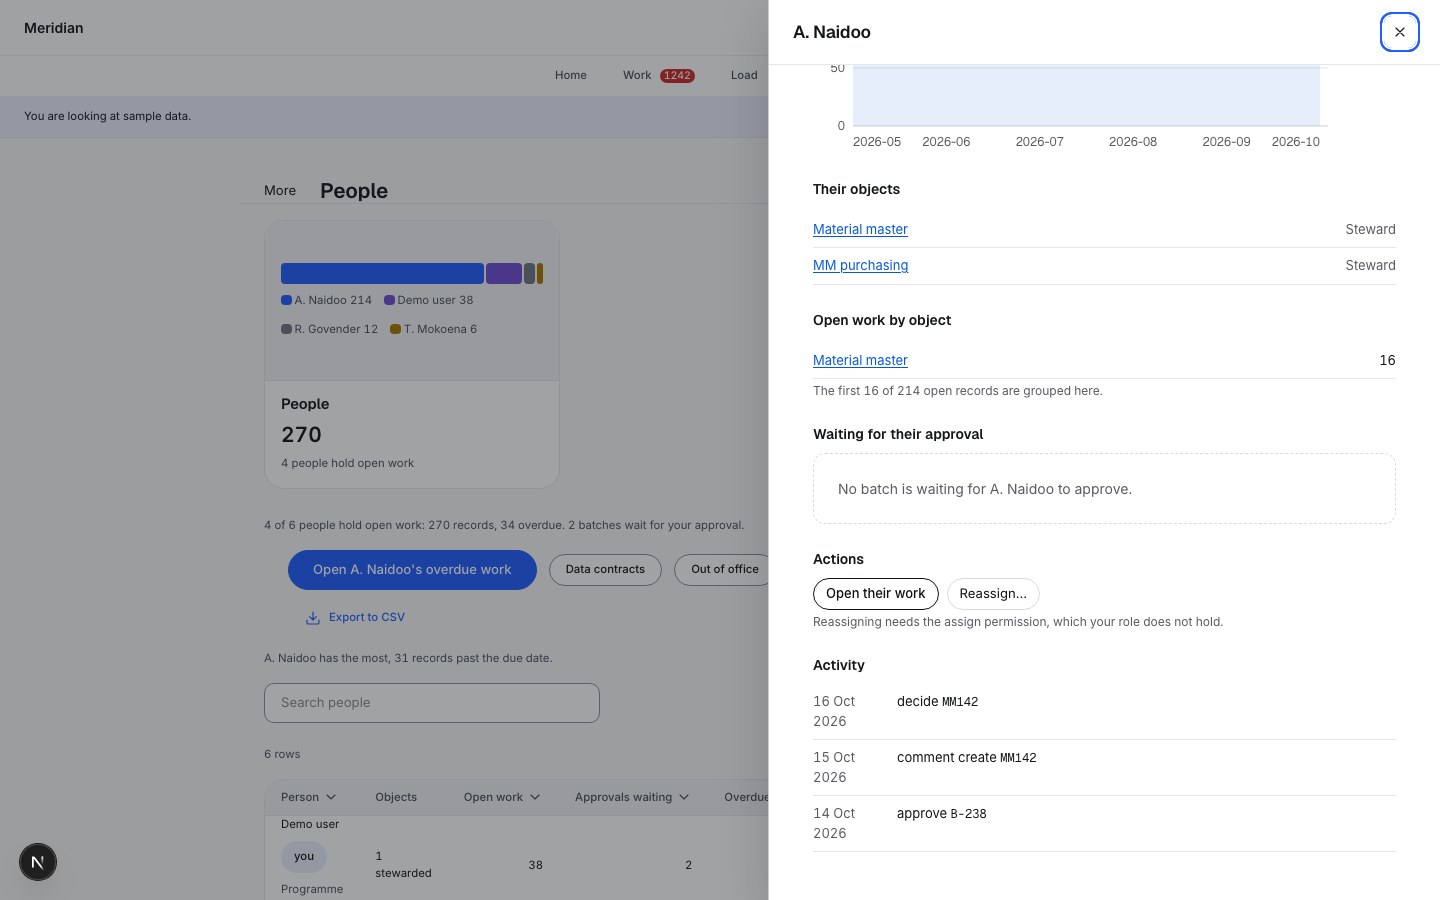 Meridian
Home
Work 1242
Load
You are looking at sample data.
More
People
A. Naidoo 214
Demo user 38
R. Govender 12
T. Mokoena 6
People
270
4 people hold open work
4 of 6 people hold open work: 270 records, 34 overdue. 2 batches wait for your approval.
Open A. Naidoo's overdue work
Data contracts
Out of office
Export to CSV
A. Naidoo has the most, 31 records past the due date.
Search people
6 rows
Person
Objects
Open work
Approvals waiting
Overdue
Demo user
you
Programme
1
stewarded
38
2
N
A. Naidoo
50
0
2026-05
2026-06
2026-07
2026-08
2026-09
2026-10
Their objects
Material master
Steward
MM purchasing
Steward
Open work by object
Material master
16
The first 16 of 214 open records are grouped here.
Waiting for their approval
No batch is waiting for A. Naidoo to approve.
Actions
Open their work
Reassign...
Reassigning needs the assign permission, which your role does not hold.
Activity
16 Oct
2026
decide MM142
15 Oct
2026
comment create MM142
14 Oct
2026
approve B-238